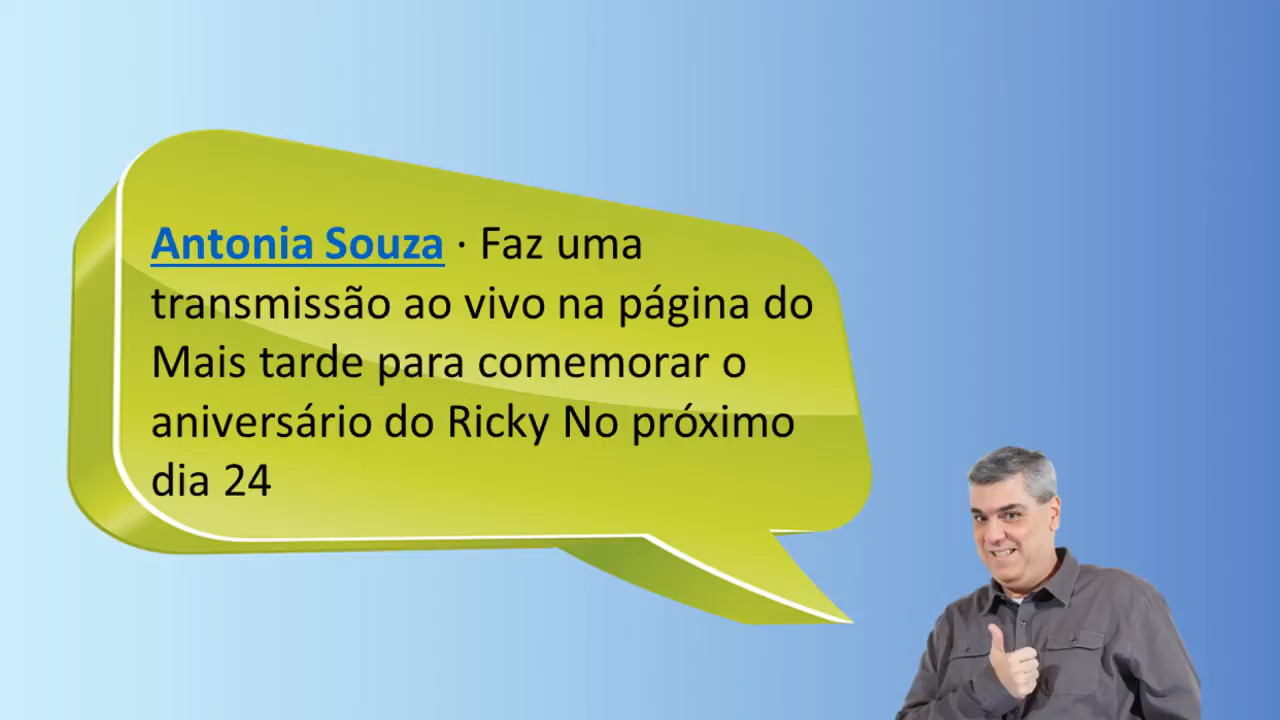 Antonia Souza · Faz uma
transmissão ao vivo na página do
Mais tarde para comemorar o
aniversário do Ricky No próximo
dia 24